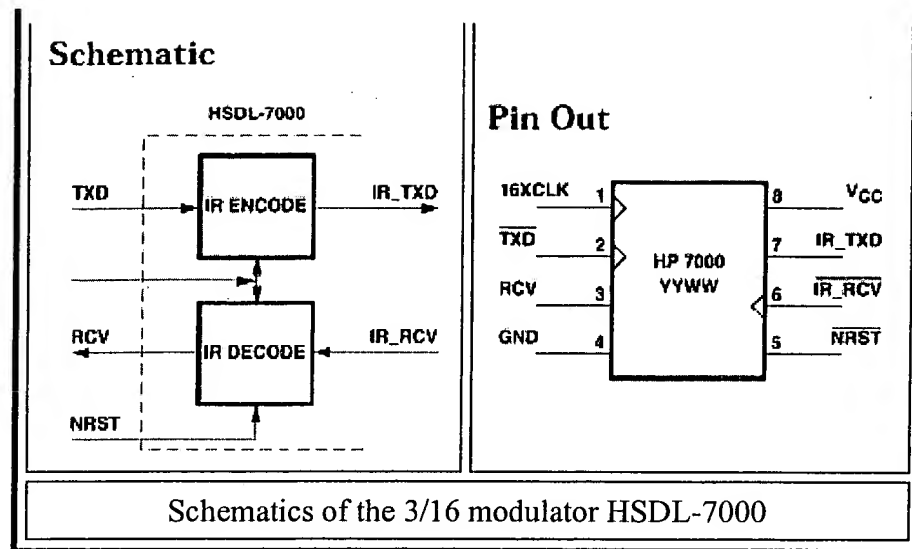 Schematic
HSDL-7000
TXD
IR ENCODE
IR_TXD
RCV
IR DECODE
IR_RCV
NRST
Pin Out
16XCLK 1
TXD 2
RCV 3
GND 4
HP 7000
YYWW
8 VCC
7 IR_TXD
6 IR_RCV
5 NRST
Schematics of the 3/16 modulator HSDL-7000